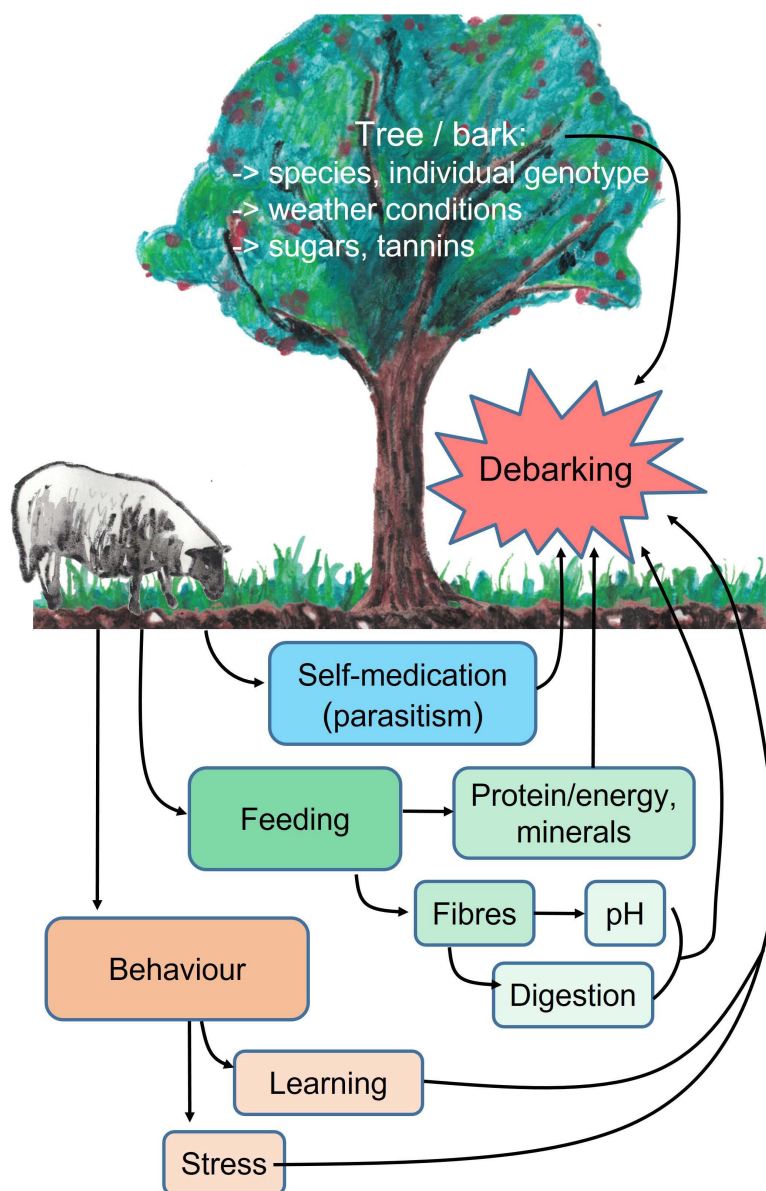 Tree / bark:
-> species, individual genotype
-> weather conditions
-> sugars, tannins
Debarking
Self-medication
(parasitism)
Feeding
Protein/energy,
minerals
Fibres
pH
Behaviour
Digestion
Learning
Stress